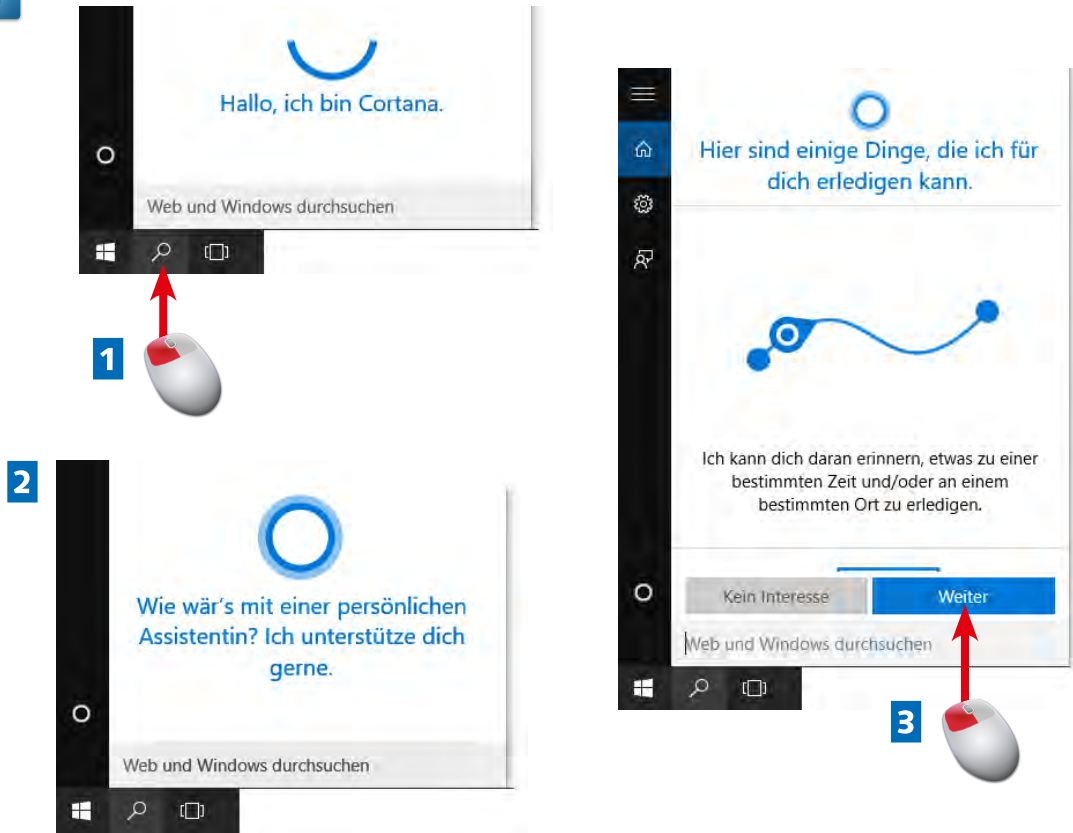 Hallo, ich bin Cortana.
Web und Windows durchsuchen
1
2
Wie wär's mit einer persönlichen
Assistentin? Ich unterstütze dich
gerne.
Web und Windows durchsuchen
Hier sind einige Dinge, die ich für
dich erledigen kann.
Ich kann dich daran erinnern, etwas zu einer
bestimmten Zeit und/oder an einem
bestimmten Ort zu erledigen.
Kein Interesse
Weiter
Web und Windows durchsuchen
3